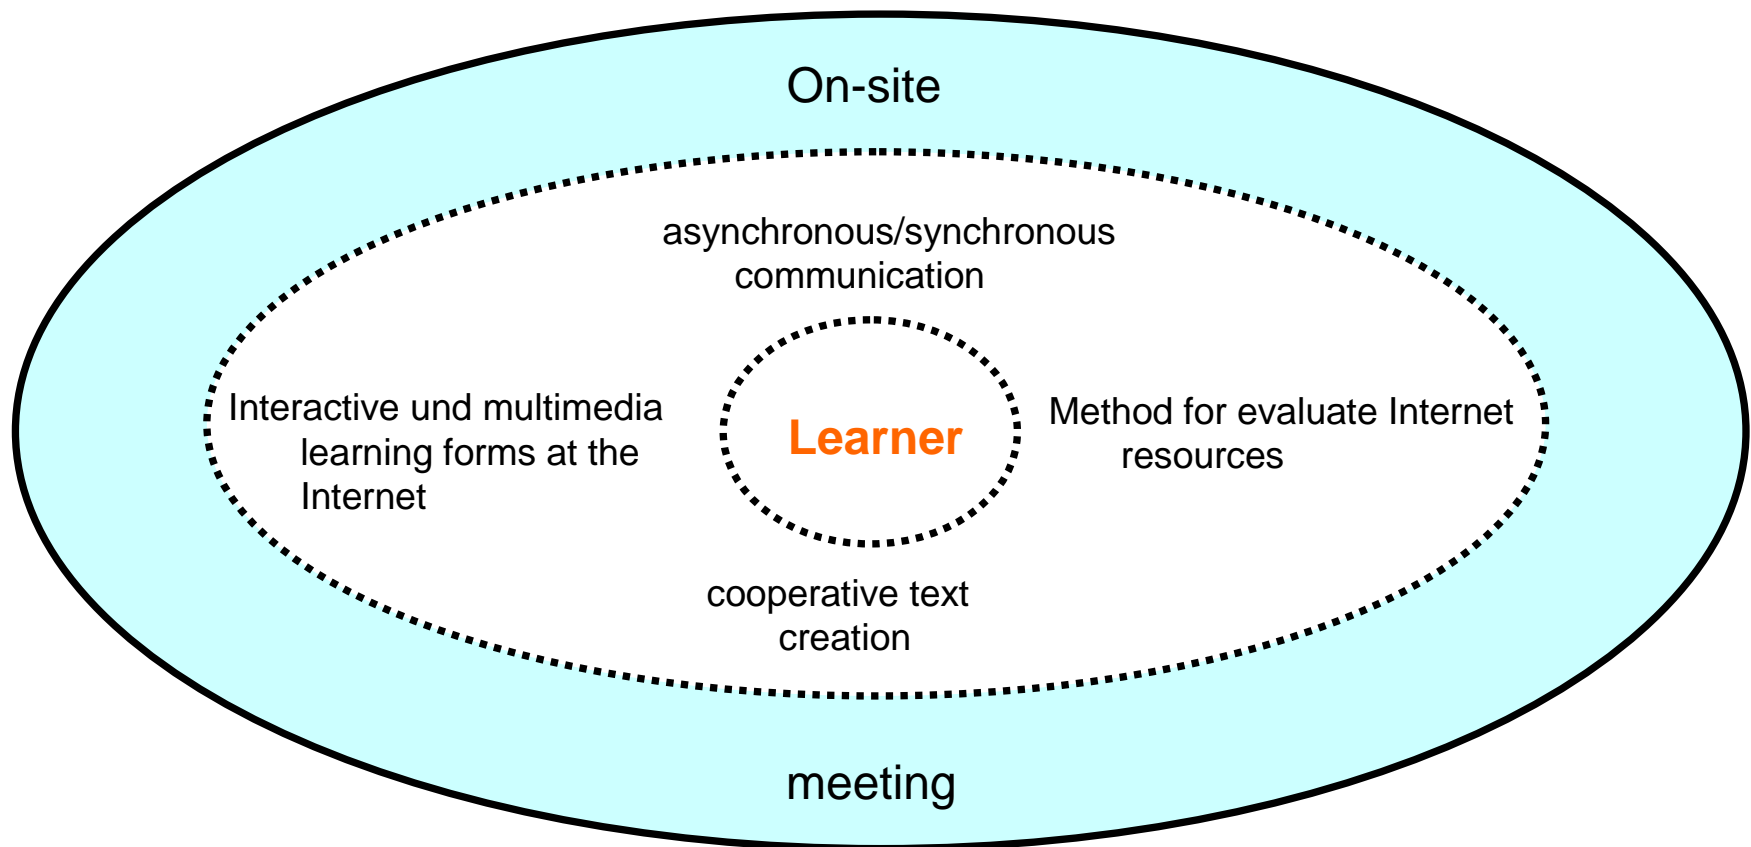 On-site
asynchronous/synchronous
communication
Interactive und multimedia
learning forms at the
Internet
Learner
Method for evaluate Internet
resources
cooperative text
creation
meeting